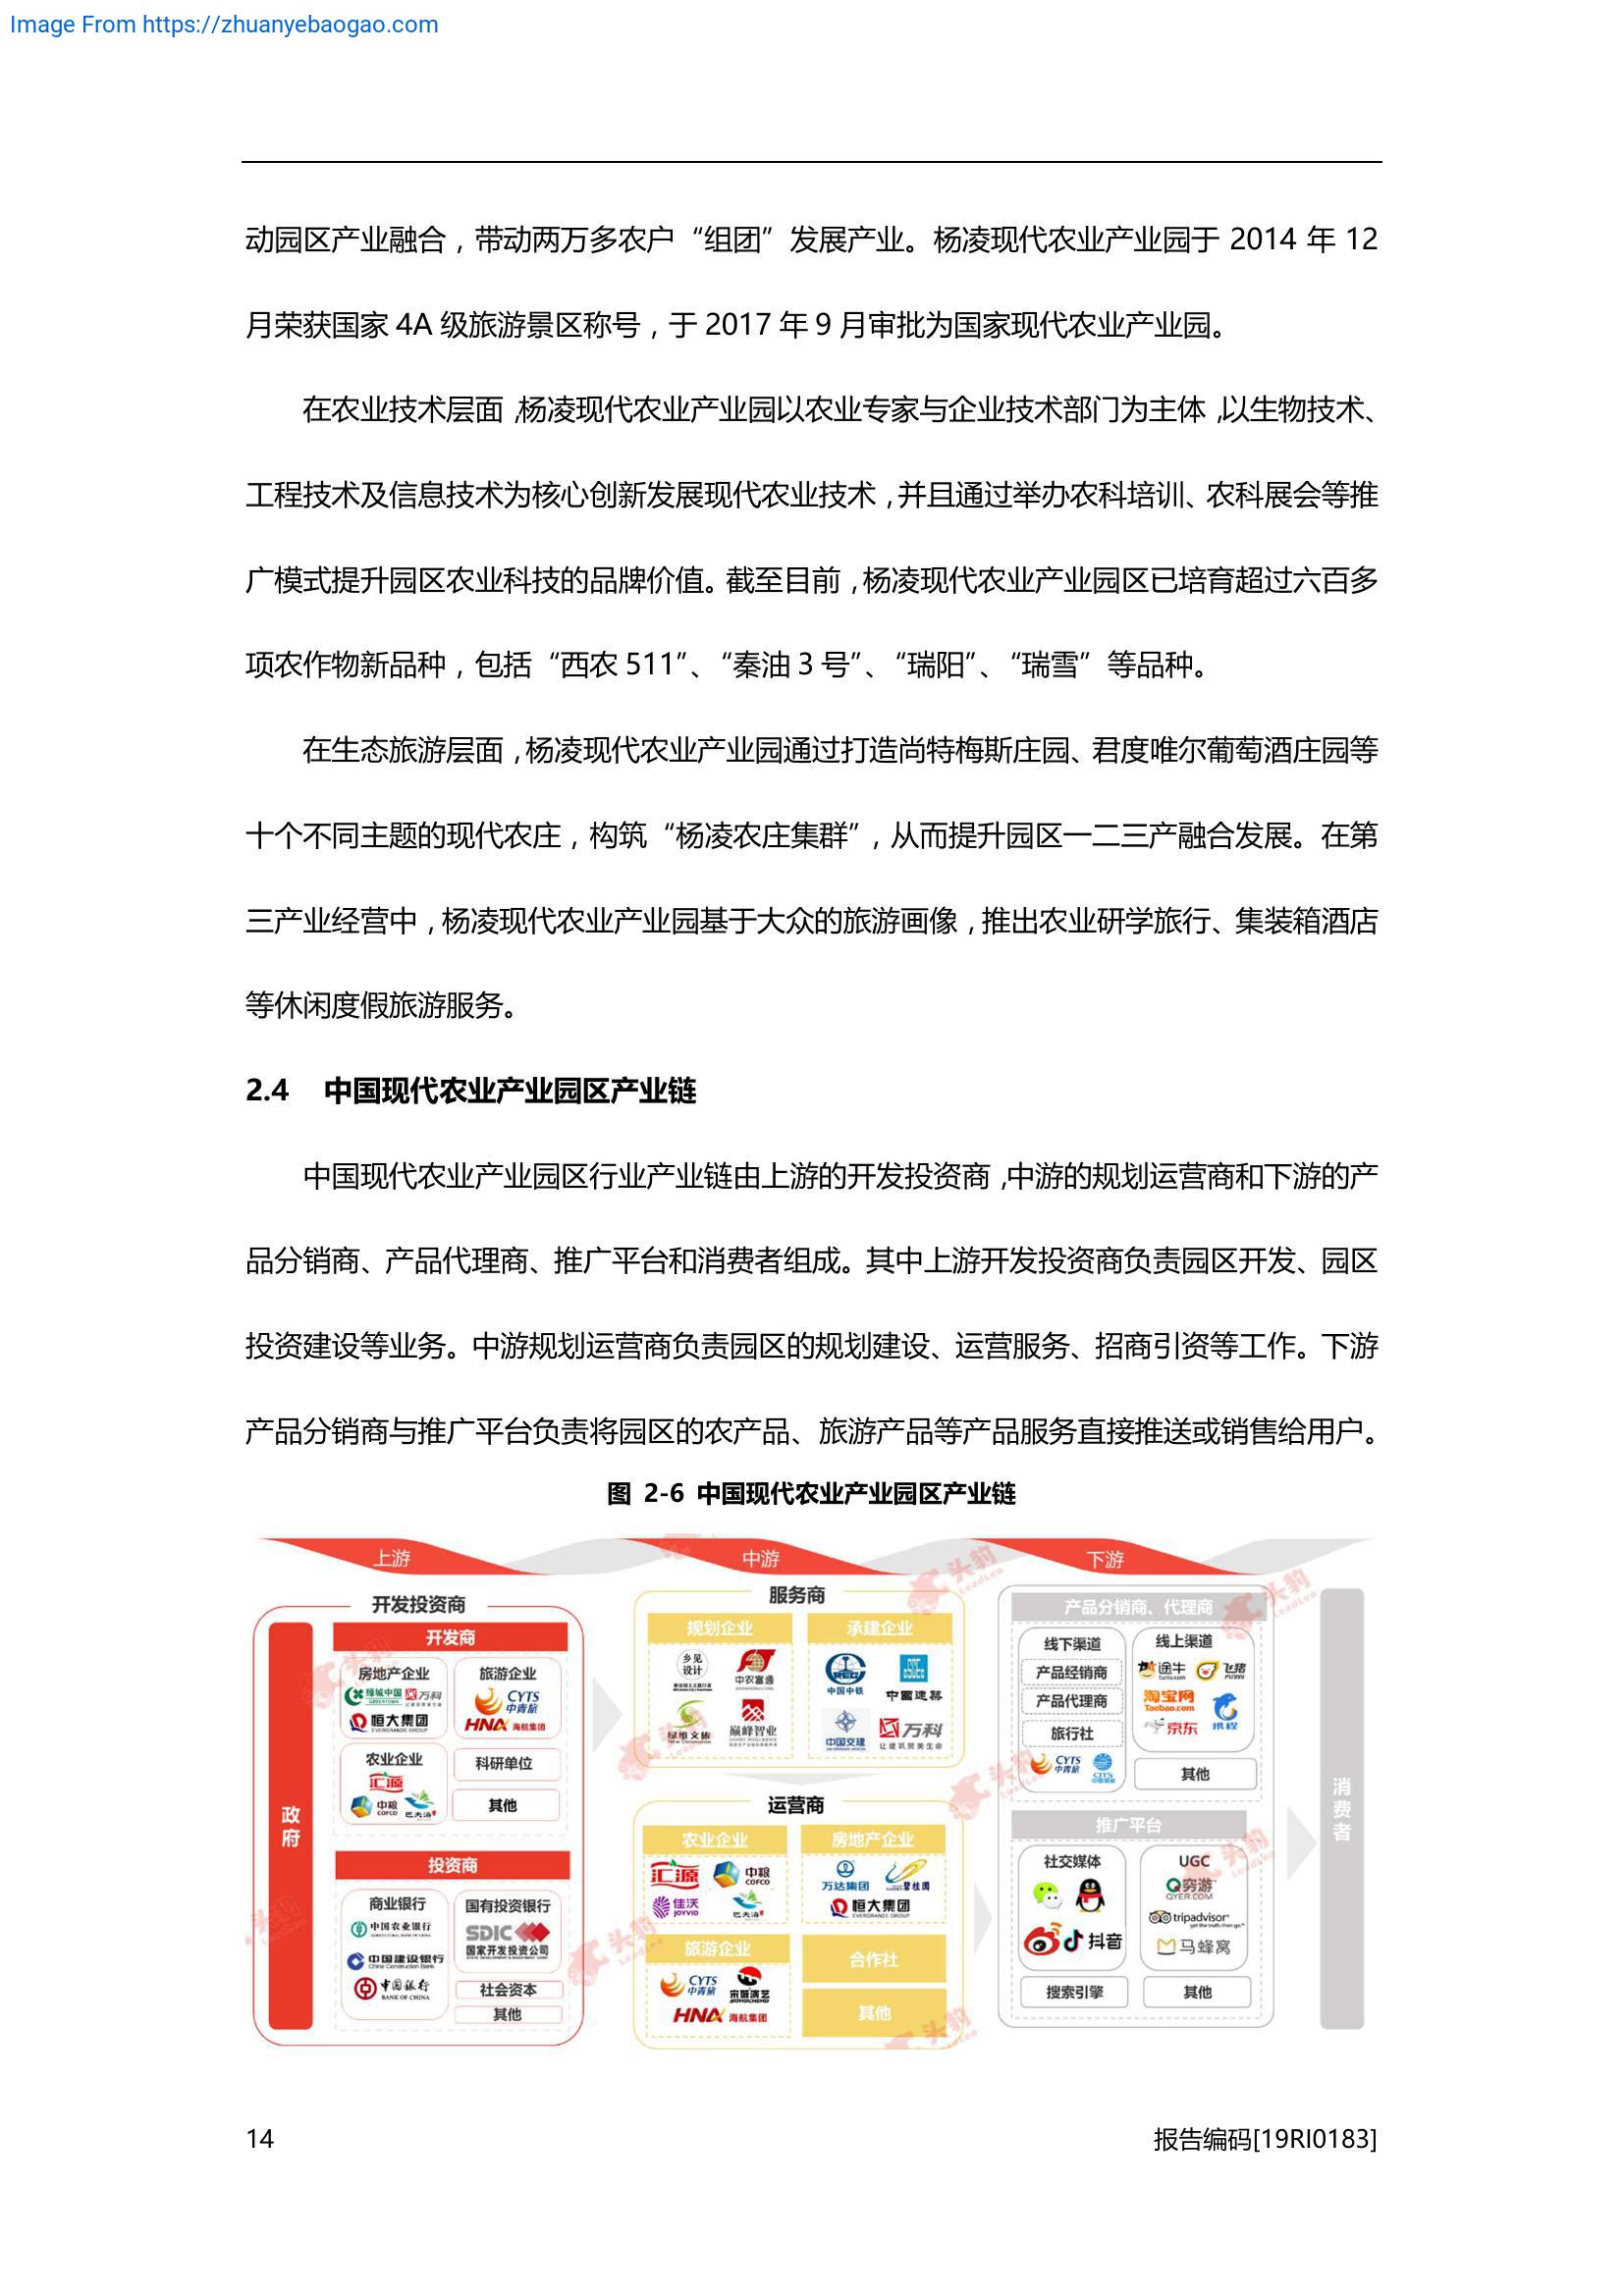 Image From https://zhuanyebaogao.com
动园区产业融合，带动两万多农户“组团”发展产业。杨凌现代农业产业园于 2014 年 12
月荣获国家 4A 级旅游景区称号，于 2017 年 9 月审批为国家现代农业产业园。
在农业技术层面，杨凌现代农业产业园以农业专家与企业技术部门为主体，以生物技术、
工程技术及信息技术为核心创新发展现代农业技术，并且通过举办农科培训、农科展会等推
广模式提升园区农业科技的品牌价值。截至目前，杨凌现代农业产业园区已培育超过六百多
项农作物新品种，包括“西农 511”、“秦油 3 号”、“瑞阳”、“瑞雪”等品种。
在生态旅游层面，杨凌现代农业产业园通过打造尚特梅斯庄园、君度唯尔葡萄酒庄园等
十个不同主题的现代农庄，构筑“杨凌农庄集群”，从而提升园区一二三产融合发展。在第
三产业经营中，杨凌现代农业产业园基于大众的旅游画像，推出农业研学旅行、集装箱酒店
等休闲度假旅游服务。
2.4 中国现代农业产业园区产业链
中国现代农业产业园区行业产业链由上游的开发投资商，中游的规划运营商和下游的产
品分销商、产品代理商、推广平台和消费者组成。其中上游开发投资商负责园区开发、园区
投资建设等业务。中游规划运营商负责园区的规划建设、运营服务、招商引资等工作。下游
产品分销商与推广平台负责将园区的农产品、旅游产品等产品服务直接推送或销售给用户。
图 2-6 中国现代农业产业园区产业链
上游
开发投资商
政府
开发商
房地产企业
绿城中国
GREENTOWN
万科
恒大集团
EVERGRANDE GROUP
旅游企业
CYTS
中青旅
HNA 海航集团
农业企业
汇源
中粮
COFCO
科研单位
其他
投资商
商业银行
中国农业银行
中国建设银行
China Construction Bank
中国银行
BANK OF CHINA
国有投资银行
SDIC
国家开发投资公司
社会资本
其他
中游
服务商
规划企业
乡见
设计
中农富通
绿维文旅
巅峰智业
承建企业
中国中铁
中国建筑
中国交建
万科
让建筑赞美生命
运营商
农业企业
汇源
中粮
COFCO
佳沃
joyvio
房地产企业
万达集团
碧桂园
恒大集团
EVERGRANDE GROUP
旅游企业
CYTS
中青旅
宋城演艺
HNA 海航集团
合作社
其他
下游
产品分销商、代理商
线下渠道
产品经销商
产品代理商
旅行社
CYTS
中青旅
CITS
线上渠道
途牛
tuniu.com
飞猪
淘宝网
Taobao.com
京东
携程
其他
推广平台
社交媒体
抖音
搜索引擎
UGC
穷游
QYER.COM
tripadvisor
马蜂窝
其他
消费者
头豹
LeadLeo
14
报告编码[19RI0183]